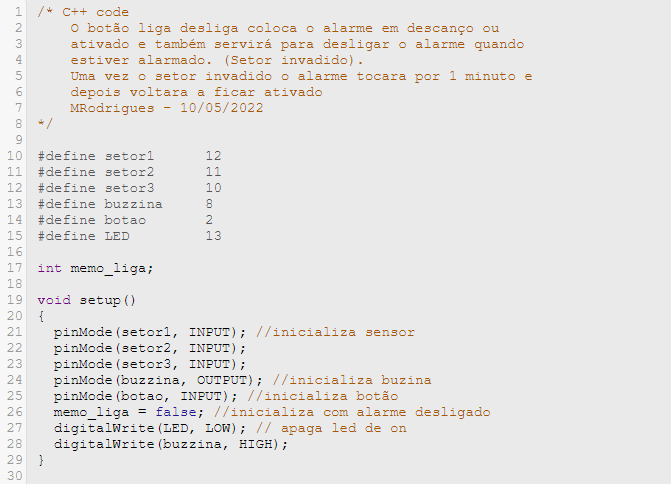 1 /* C++ code
2 O botão liga desliga coloca o alarme em descanço ou
3 ativado e também servirá para desligar o alarme quando
4 estiver alarmado. (Setor invadido).
5 Uma vez o setor invadido o alarme tocara por 1 minuto e
6 depois voltara a ficar ativado
7 MRodrigues - 10/05/2022
8 */
9
10 #define setor1 12
11 #define setor2 11
12 #define setor3 10
13 #define buzzina 8
14 #define botao 2
15 #define LED 13
16
17 int memo_liga;
18
19 void setup()
20 {
21 pinMode(setor1, INPUT); //inicializa sensor
22 pinMode(setor2, INPUT);
23 pinMode(setor3, INPUT);
24 pinMode(buzzina, OUTPUT); //inicializa buzina
25 pinMode(botao, INPUT); //inicializa botão
26 memo_liga = false; //inicializa com alarme desligado
27 digitalWrite(LED, LOW); // apaga led de on
28 digitalWrite(buzzina, HIGH);
29 }
30